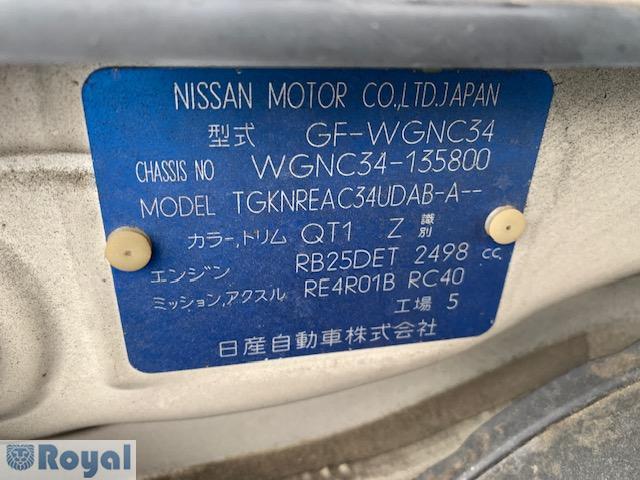 NISSAN MOTOR CO.,LTD.JAPAN
型式 GF-WGNC34
CHASSIS NO WGNC34-135800
MODEL TGKNREAC34UDAB-A--
カラー,トリム QT1 Z 識別
エンジン RB25DET 2498 cc
ミッション,アクスル RE4R01B RC40
工場 5
日産自動車株式会社
Royal